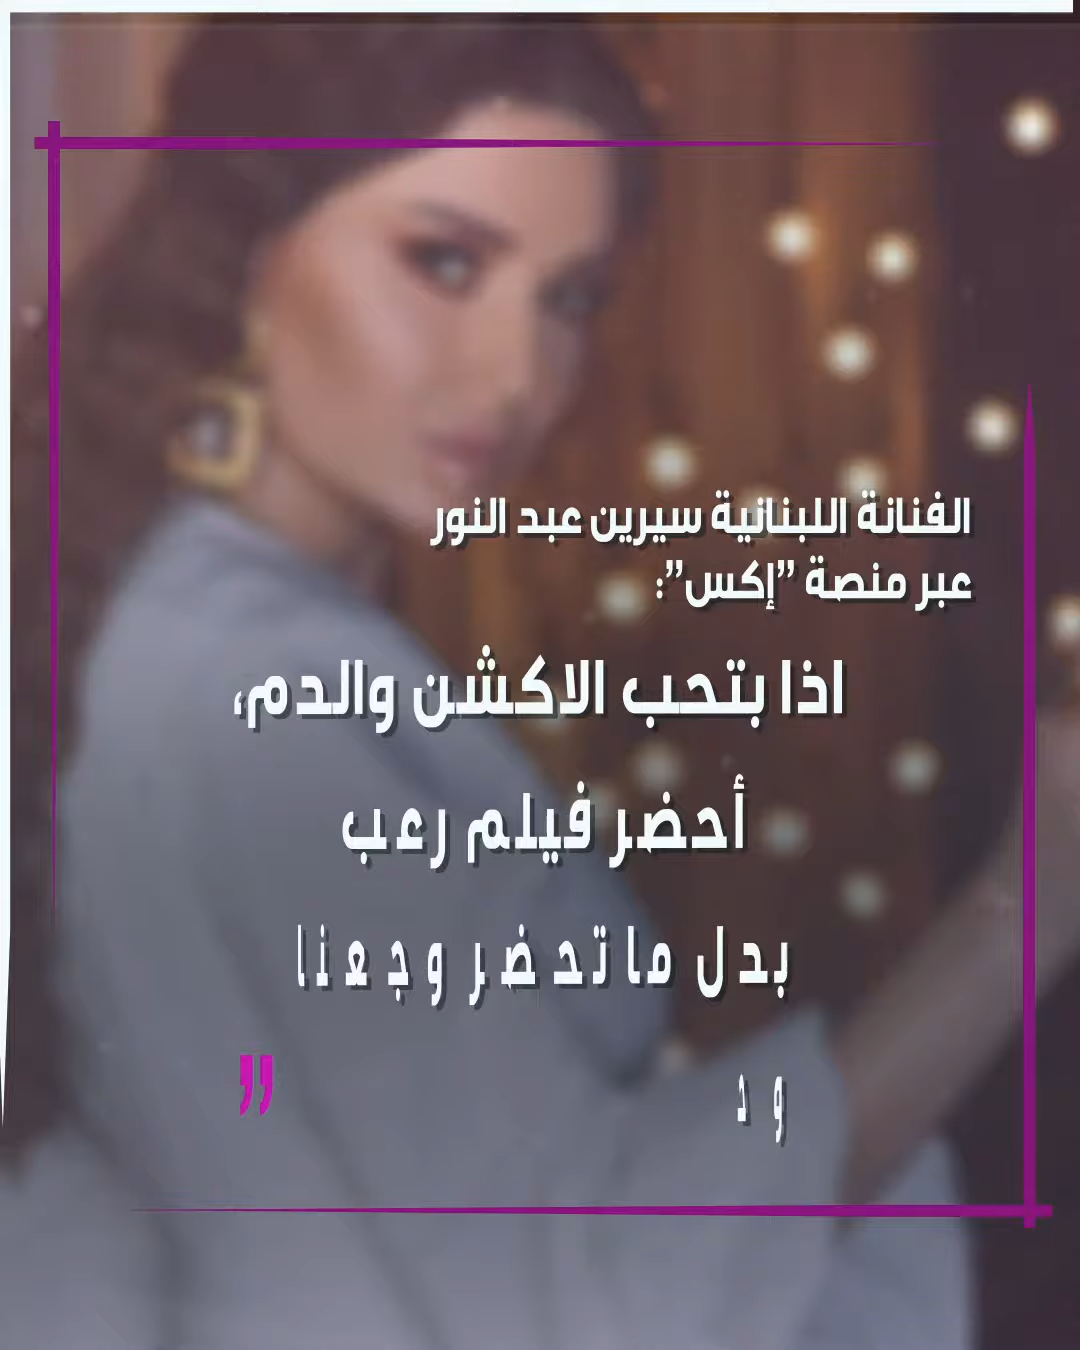 الفنانة اللبنانية سيرين عبد النور
عبر منصة "إكس":
اذا بتحب الاكشن والدم،
أحضر فيلم رعب
بدل ما تحضر وجعنا